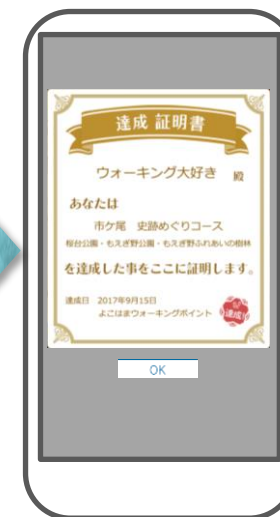 達成 証明書
ウォーキング大好き 殿
あなたは
市ケ尾 史跡めぐりコース
桜台公園・もえぎ野公園・もえぎ野ふれあいの樹林
を達成した事をここに証明します。
達成日 2017年9月15日
よこはまウォーキングポイント
達成!
OK